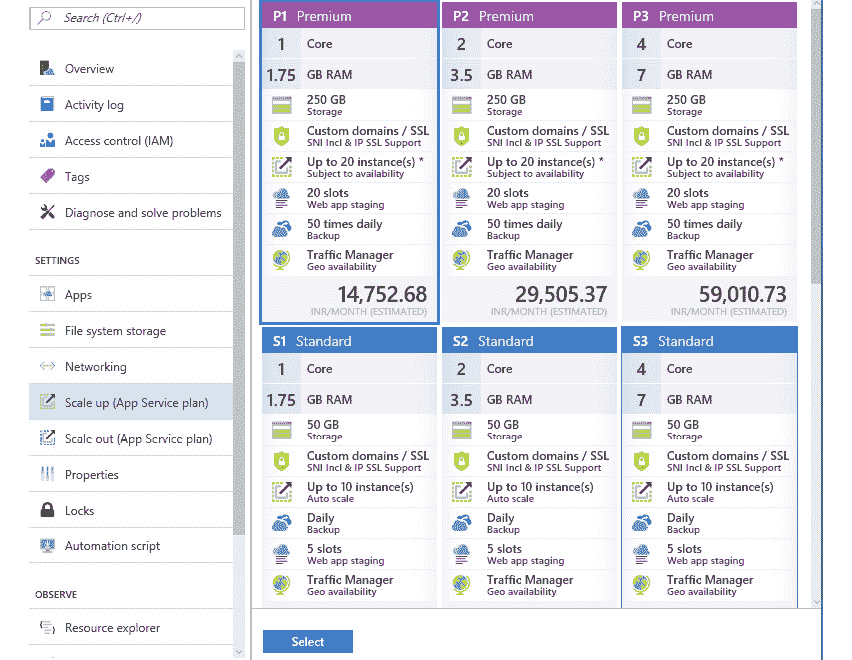 Search (Ctrl+/)
Overview
Activity log
Access control (IAM)
Tags
Diagnose and solve problems
SETTINGS
Apps
File system storage
Networking
Scale up (App Service plan)
Scale out (App Service plan)
Properties
Locks
Automation script
OBSERVE
Resource explorer
P1 Premium
1 Core
1.75 GB RAM
250 GB
Storage
Custom domains / SSL
SNI Incl & IP SSL Support
Up to 20 instance(s) *
Subject to availability
20 slots
Web app staging
50 times daily
Backup
Traffic Manager
Geo availability
14,752.68
INR/MONTH (ESTIMATED)
P2 Premium
2 Core
3.5 GB RAM
250 GB
Storage
Custom domains / SSL
SNI Incl & IP SSL Support
Up to 20 instance(s) *
Subject to availability
20 slots
Web app staging
50 times daily
Backup
Traffic Manager
Geo availability
29,505.37
INR/MONTH (ESTIMATED)
P3 Premium
4 Core
7 GB RAM
250 GB
Storage
Custom domains / SSL
SNI Incl & IP SSL Support
Up to 20 instance(s) *
Subject to availability
20 slots
Web app staging
50 times daily
Backup
Traffic Manager
Geo availability
59,010.73
INR/MONTH (ESTIMATED)
S1 Standard
1 Core
1.75 GB RAM
50 GB
Storage
Custom domains / SSL
SNI Incl & IP SSL Support
Up to 10 instance(s)
Auto scale
Daily
Backup
5 slots
Web app staging
Traffic Manager
Geo availability
S2 Standard
2 Core
3.5 GB RAM
50 GB
Storage
Custom domains / SSL
SNI Incl & IP SSL Support
Up to 10 instance(s)
Auto scale
Daily
Backup
5 slots
Web app staging
Traffic Manager
Geo availability
S3 Standard
4 Core
7 GB RAM
50 GB
Storage
Custom domains / SSL
SNI Incl & IP SSL Support
Up to 10 instance(s)
Auto scale
Daily
Backup
5 slots
Web app staging
Traffic Manager
Geo availability
Select